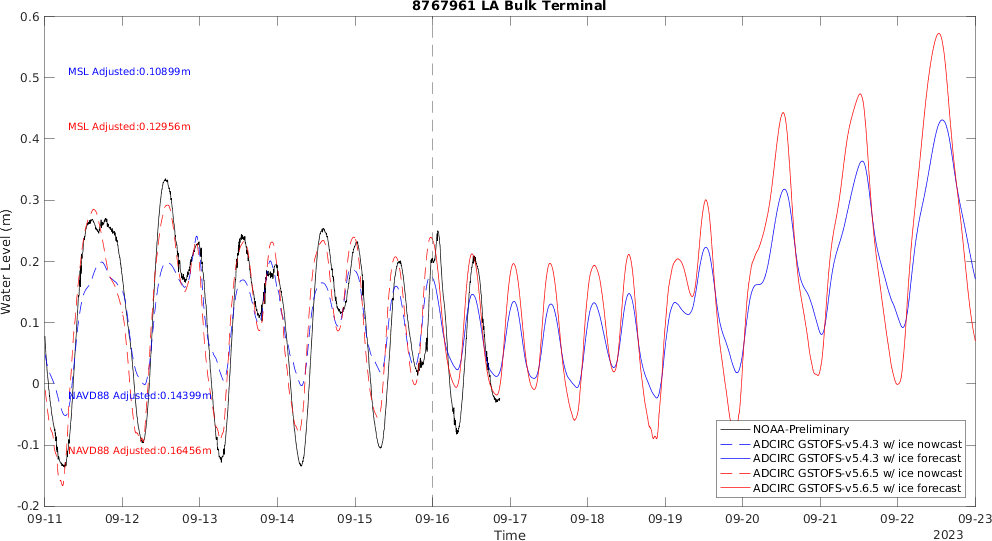 8767961 LA Bulk Terminal
0.6
0.5
0.4
0.3
0.2
0.1
0
-0.1
-0.2
Water Level (m)
MSL Adjusted:0.10899m
MSL Adjusted:0.12956m
NAVD88 Adjusted:0.14399m
NAVD88 Adjusted:0.16456m
NOAA-Preliminary
ADCIRC GSTOFS-v5.4.3 w/ ice nowcast
ADCIRC GSTOFS-v5.4.3 w/ ice forecast
ADCIRC GSTOFS-v5.6.5 w/ ice nowcast
ADCIRC GSTOFS-v5.6.5 w/ ice forecast
09-11 09-12 09-13 09-14 09-15 09-16 09-17 09-18 09-19 09-20 09-21 09-22 09-23
Time
2023